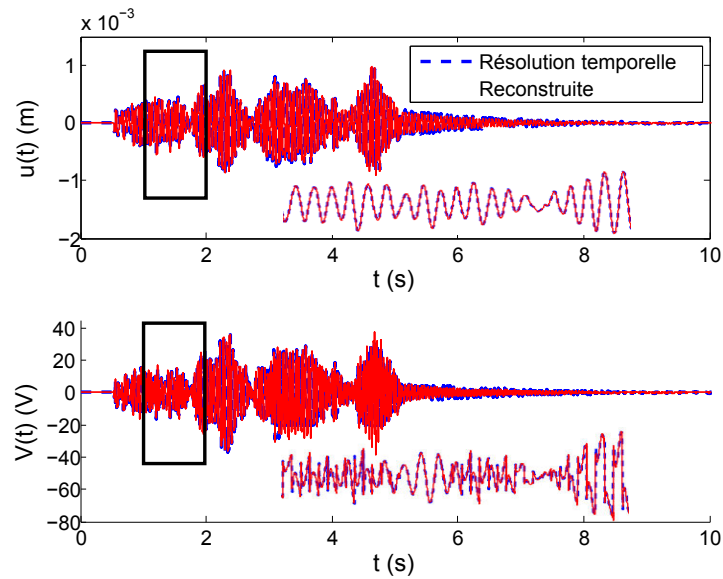 x 10⁻³
1
0
−1
−2
u(t) (m)
Résolution temporelle
Reconstruite
0 2 4 6 8 10
t (s)
40
20
0
−20
−40
−60
−80
V(t) (V)
0 2 4 6 8 10
t (s)